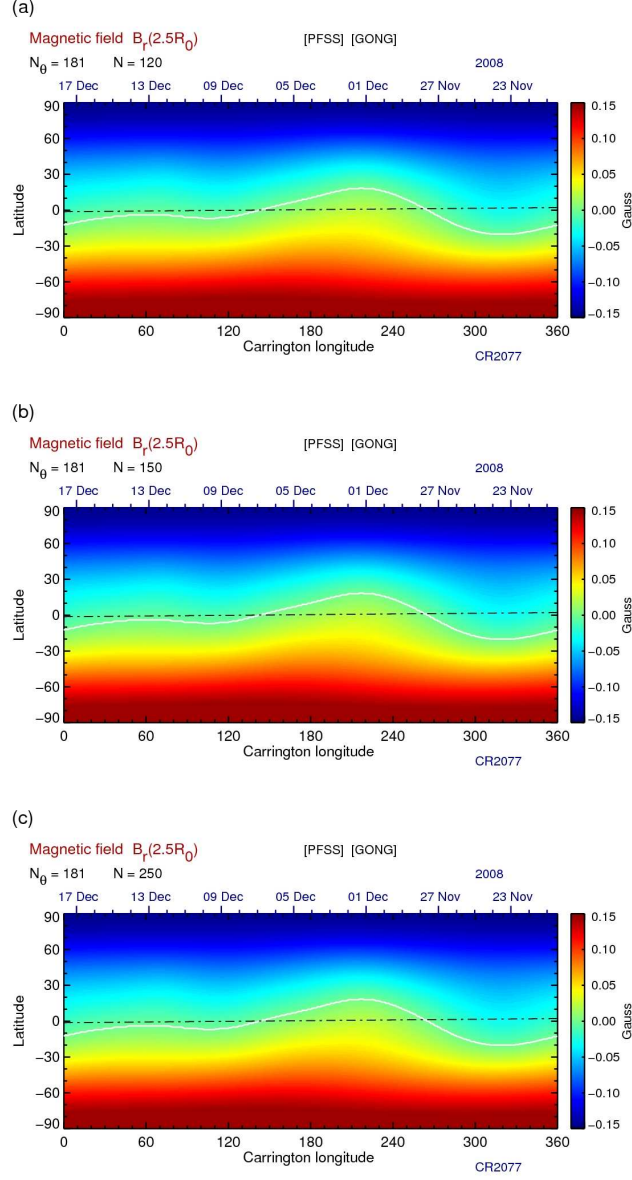 (a)
Magnetic field B_r(2.5R_0) [PFSS] [GONG]
N_θ = 181 N = 120 2008
17 Dec 13 Dec 09 Dec 05 Dec 01 Dec 27 Nov 23 Nov
90
60
30
0
−30
−60
−90
Latitude
0 60 120 180 240 300 360
Carrington longitude
CR2077
0.15
0.10
0.05
0.00
−0.05
−0.10
−0.15
Gauss
(b)
Magnetic field B_r(2.5R_0) [PFSS] [GONG]
N_θ = 181 N = 150 2008
17 Dec 13 Dec 09 Dec 05 Dec 01 Dec 27 Nov 23 Nov
90
60
30
0
−30
−60
−90
Latitude
0 60 120 180 240 300 360
Carrington longitude
CR2077
0.15
0.10
0.05
0.00
−0.05
−0.10
−0.15
Gauss
(c)
Magnetic field B_r(2.5R_0) [PFSS] [GONG]
N_θ = 181 N = 250 2008
17 Dec 13 Dec 09 Dec 05 Dec 01 Dec 27 Nov 23 Nov
90
60
30
0
−30
−60
−90
Latitude
0 60 120 180 240 300 360
Carrington longitude
CR2077
0.15
0.10
0.05
0.00
−0.05
−0.10
−0.15
Gauss